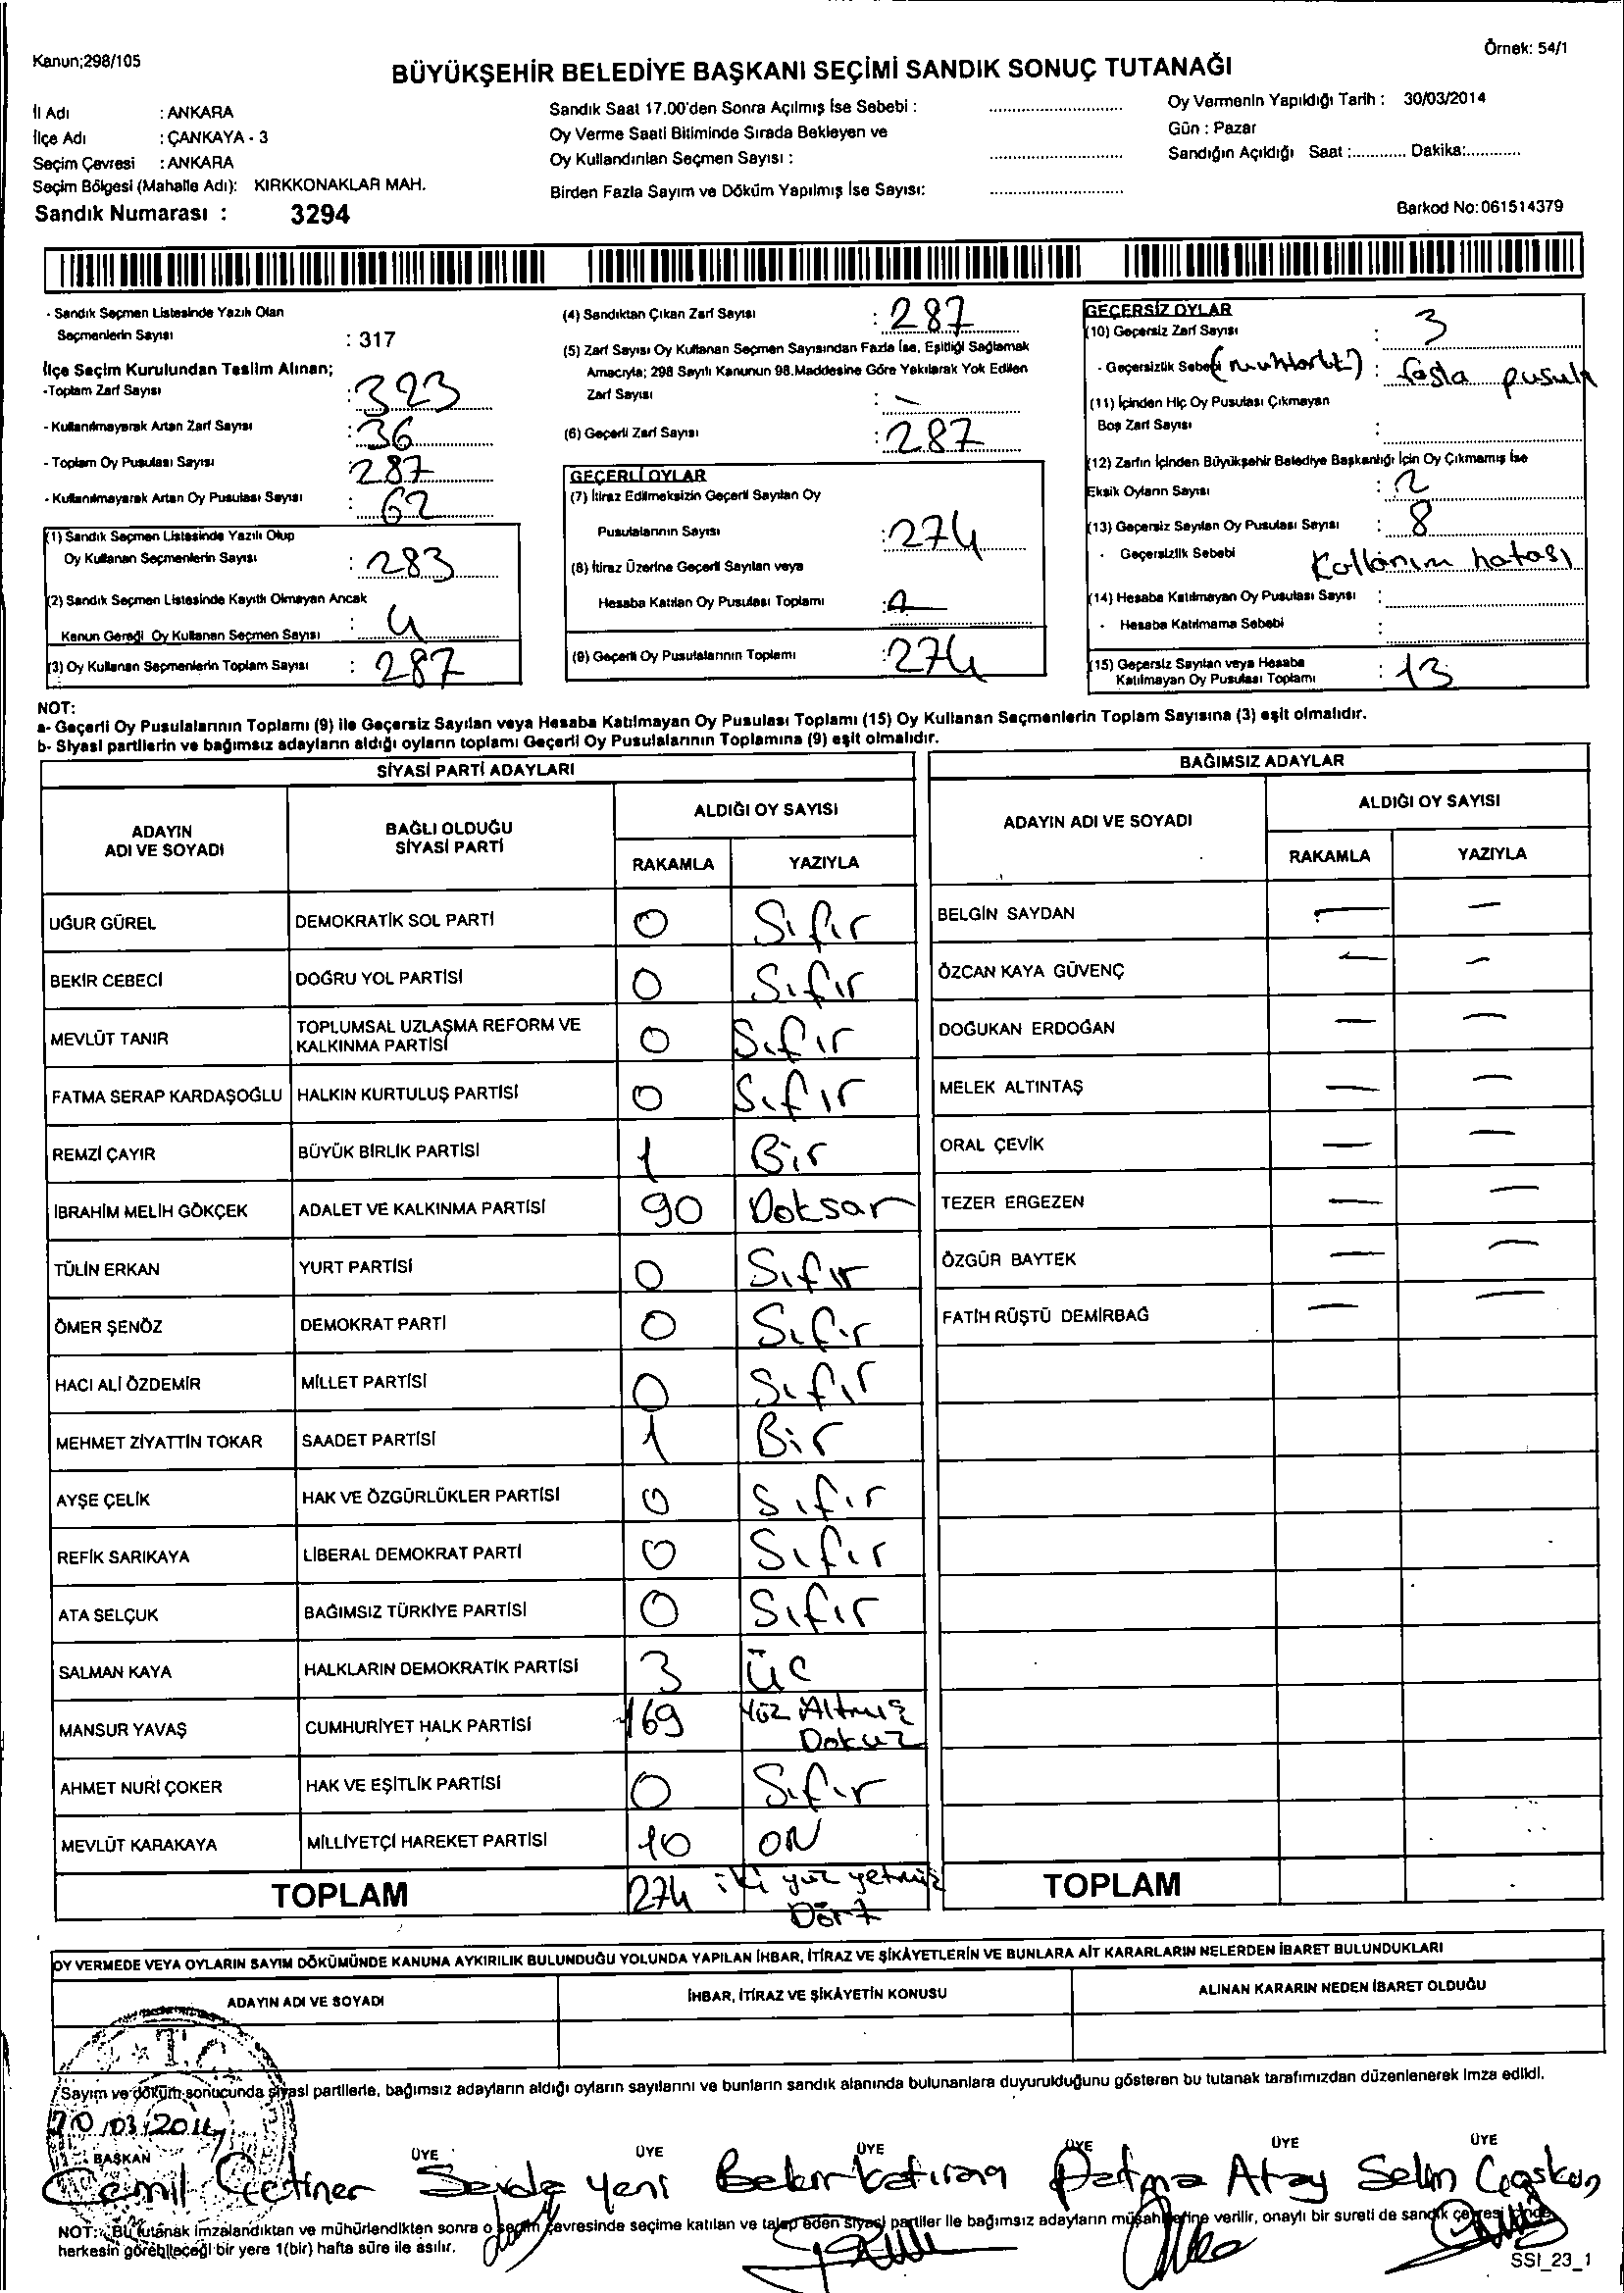 Kanun;298/105
Örnek: 54/1
BÜYÜKŞEHİR BELEDİYE BAŞKANI SEÇİMİ SANDIK SONUÇ TUTANAĞI
İl Adı : ANKARA
İlçe Adı : ÇANKAYA - 3
Seçim Çevresi : ANKARA
Seçim Bölgesi (Mahalle Adı): KIRKKONAKLAR MAH.
Sandık Numarası : 3294
Sandık Saat 17.00'den Sonra Açılmış İse Sebebi : ........................
Oy Verme Saati Bitiminde Sırada Bekleyen ve
Oy Kullandırılan Seçmen Sayısı : ........................
Birden Fazla Sayım ve Döküm Yapılmış İse Sayısı: ........................
Oy Vermenin Yapıldığı Tarih : 30/03/2014
Gün : Pazar
Sandığın Açıldığı Saat :............ Dakika:............
Barkod No:061514379
- Sandık Seçmen Listesinde Yazılı Olan
Seçmenlerin Sayısı : 317
İlçe Seçim Kurulundan Teslim Alınan;
-Toplam Zarf Sayısı : 323
- Kullanılmayarak Artan Zarf Sayısı : 36
- Toplam Oy Pusulası Sayısı : 287
- Kullanılmayarak Artan Oy Pusulası Sayısı : 62
(1) Sandık Seçmen Listesinde Yazılı Olup
Oy Kullanan Seçmenlerin Sayısı : 283
(2) Sandık Seçmen Listesinde Kayıtlı Olmayan Ancak
Kanun Gereği Oy Kullanan Seçmen Sayısı : 4
(3) Oy Kullanan Seçmenlerin Toplam Sayısı : 287
(4) Sandıktan Çıkan Zarf Sayısı : 287
(5) Zarf Sayısı Oy Kullanan Seçmen Sayısından Fazla İse, Eşitliği Sağlamak
Amacıyla; 298 Sayılı Kanunun 98.Maddesine Göre Yakılarak Yok Edilen
Zarf Sayısı : -
(6) Geçerli Zarf Sayısı : 287
GEÇERLİ OYLAR
(7) İtiraz Edilmeksizin Geçerli Sayılan Oy
Pusulalarının Sayısı : 274
(8) İtiraz Üzerine Geçerli Sayılan veya
Hesaba Katılan Oy Pusulası Toplamı :
(9) Geçerli Oy Pusulalarının Toplamı : 274
GEÇERSİZ OYLAR
(10) Geçersiz Zarf Sayısı : 3
- Geçersizlik Sebebi (muhtarlık) : fazla pusula
(11) İçinden Hiç Oy Pusulası Çıkmayan
Boş Zarf Sayısı :
(12) Zarfın İçinden Büyükşehir Belediye Başkanlığı İçin Oy Çıkmamış İse
Eksik Oyların Sayısı : 2
(13) Geçersiz Sayılan Oy Pusulası Sayısı : 8
- Geçersizlik Sebebi Kullanım hatası
(14) Hesaba Katılmayan Oy Pusulası Sayısı :
- Hesaba Katılmama Sebebi :
(15) Geçersiz Sayılan veya Hesaba
Katılmayan Oy Pusulası Toplamı : 13
NOT:
a- Geçerli Oy Pusulalarının Toplamı (9) ile Geçersiz Sayılan veya Hesaba Katılmayan Oy Pusulası Toplamı (15) Oy Kullanan Seçmenlerin Toplam Sayısına (3) eşit olmalıdır.
b- Siyasi partilerin ve bağımsız adayların aldığı oyların toplamı Geçerli Oy Pusulalarının Toplamına (9) eşit olmalıdır.
SİYASİ PARTİ ADAYLARI
ADAYIN ADI VE SOYADI
BAĞLI OLDUĞU SİYASİ PARTİ
ALDIĞI OY SAYISI
RAKAMLA YAZIYLA
UĞUR GÜREL DEMOKRATİK SOL PARTİ 0 Sıfır
BEKİR CEBECİ DOĞRU YOL PARTİSİ 0 Sıfır
MEVLÜT TANIR TOPLUMSAL UZLAŞMA REFORM VE KALKINMA PARTİSİ 0 Sıfır
FATMA SERAP KARDAŞOĞLU HALKIN KURTULUŞ PARTİSİ 0 Sıfır
REMZİ ÇAYIR BÜYÜK BİRLİK PARTİSİ 1 Bir
İBRAHİM MELİH GÖKÇEK ADALET VE KALKINMA PARTİSİ 90 Doksan
TÜLİN ERKAN YURT PARTİSİ 0 Sıfır
ÖMER ŞENÖZ DEMOKRAT PARTİ 0 Sıfır
HACI ALİ ÖZDEMİR MİLLET PARTİSİ 0 Sıfır
MEHMET ZİYATTİN TOKAR SAADET PARTİSİ 1 Bir
AYŞE ÇELİK HAK VE ÖZGÜRLÜKLER PARTİSİ 0 Sıfır
REFİK SARIKAYA LİBERAL DEMOKRAT PARTİ 0 Sıfır
ATA SELÇUK BAĞIMSIZ TÜRKİYE PARTİSİ 0 Sıfır
SALMAN KAYA HALKLARIN DEMOKRATİK PARTİSİ 3 Üç
MANSUR YAVAŞ CUMHURİYET HALK PARTİSİ 169 Yüz Altmış Dokuz
AHMET NURİ ÇOKER HAK VE EŞİTLİK PARTİSİ 0 Sıfır
MEVLÜT KARAKAYA MİLLİYETÇİ HAREKET PARTİSİ 10 ON
TOPLAM 274 iki yüz yetmiş Dört
BAĞIMSIZ ADAYLAR
ADAYIN ADI VE SOYADI
ALDIĞI OY SAYISI
RAKAMLA YAZIYLA
BELGİN SAYDAN — —
ÖZCAN KAYA GÜVENÇ — —
DOĞUKAN ERDOĞAN — —
MELEK ALTINTAŞ — —
ORAL ÇEVİK — —
TEZER ERGEZEN — —
ÖZGÜR BAYTEK — —
FATİH RÜŞTÜ DEMİRBAĞ — —
TOPLAM
OY VERMEDE VEYA OYLARIN SAYIM DÖKÜMÜNDE KANUNA AYKIRILIK BULUNDUĞU YOLUNDA YAPILAN İHBAR, İTİRAZ VE ŞİKÂYETLERİN VE BUNLARA AİT KARARLARIN NELERDEN İBARET BULUNDUKLARI
ADAYIN ADI VE SOYADI
İHBAR, İTİRAZ VE ŞİKÂYETİN KONUSU
ALINAN KARARIN NEDEN İBARET OLDUĞU
T.C.
Sayım ve döküm sonucunda siyasi partilerle, bağımsız adayların aldığı oyların sayılarını ve bunların sandık alanında bulunanlara duyurulduğunu gösteren bu tutanak tarafımızdan düzenlenerek imza edildi.
30/03/2014
BAŞKAN ÜYE ÜYE ÜYE ÜYE ÜYE ÜYE
Cemil Çetiner Sevda Yeni Bekir Katıran Fatma Atay Selin Coşkun
NOT: Bu tutanak imzalandıktan ve mühürlendikten sonra o seçim çevresinde seçime katılan ve talep eden siyasi partiler ile bağımsız adayların müşahitlerine verilir, onaylı bir sureti de sandık çevresi içinde
herkesin görebileceği bir yere 1(bir) hafta süre ile asılır.
SSI_23_1